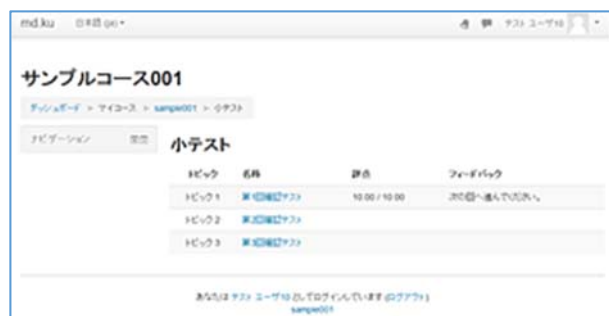 md.ku 日本語 (ja)
テスト ユーザ10
サンプルコース001
ダッシュボード > マイコース > sample001 > 小テスト
ナビゲーション
小テスト
トピック 名称 評点 フィードバック
トピック 1 第1回確認テスト 10.00 / 10.00 次の回へ進んでください。
トピック 2 第2回確認テスト
トピック 3 第3回確認テスト
あなたは テスト ユーザ10 としてログインしています (ログアウト)
sample001